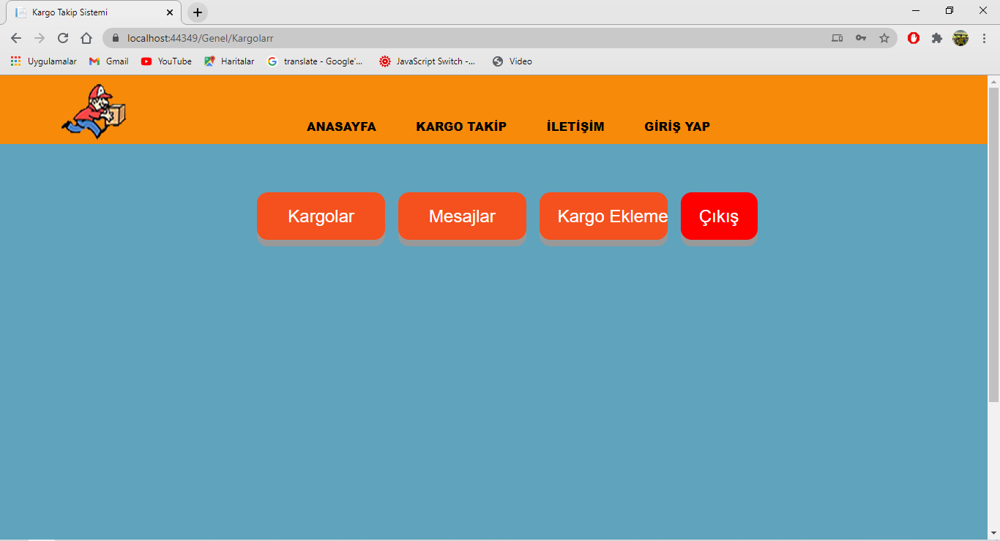 Kargo Takip Sistemi
localhost:44349/Genel/Kargolarr
Uygulamalar Gmail YouTube Haritalar translate - Google'... JavaScript Switch -... Video
ANASAYFA KARGO TAKİP İLETİŞİM GİRİŞ YAP
Kargolar Mesajlar Kargo Ekleme Çıkış